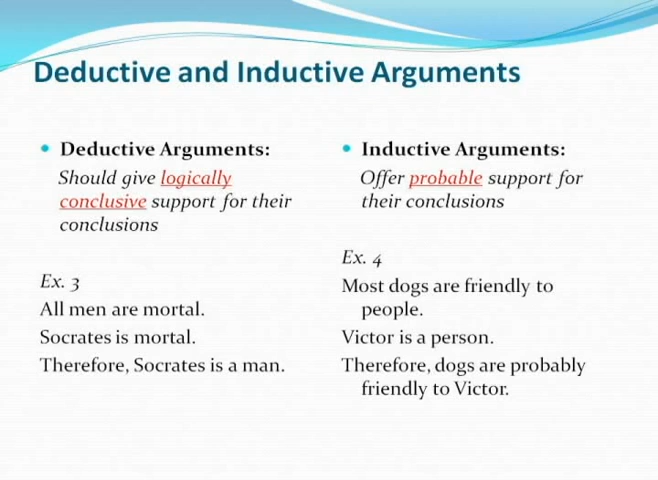 Deductive and Inductive Arguments
• Deductive Arguments:
Should give logically
conclusive support for their
conclusions
Ex. 3
All men are mortal.
Socrates is mortal.
Therefore, Socrates is a man.
• Inductive Arguments:
Offer probable support for
their conclusions
Ex. 4
Most dogs are friendly to
people.
Victor is a person.
Therefore, dogs are probably
friendly to Victor.